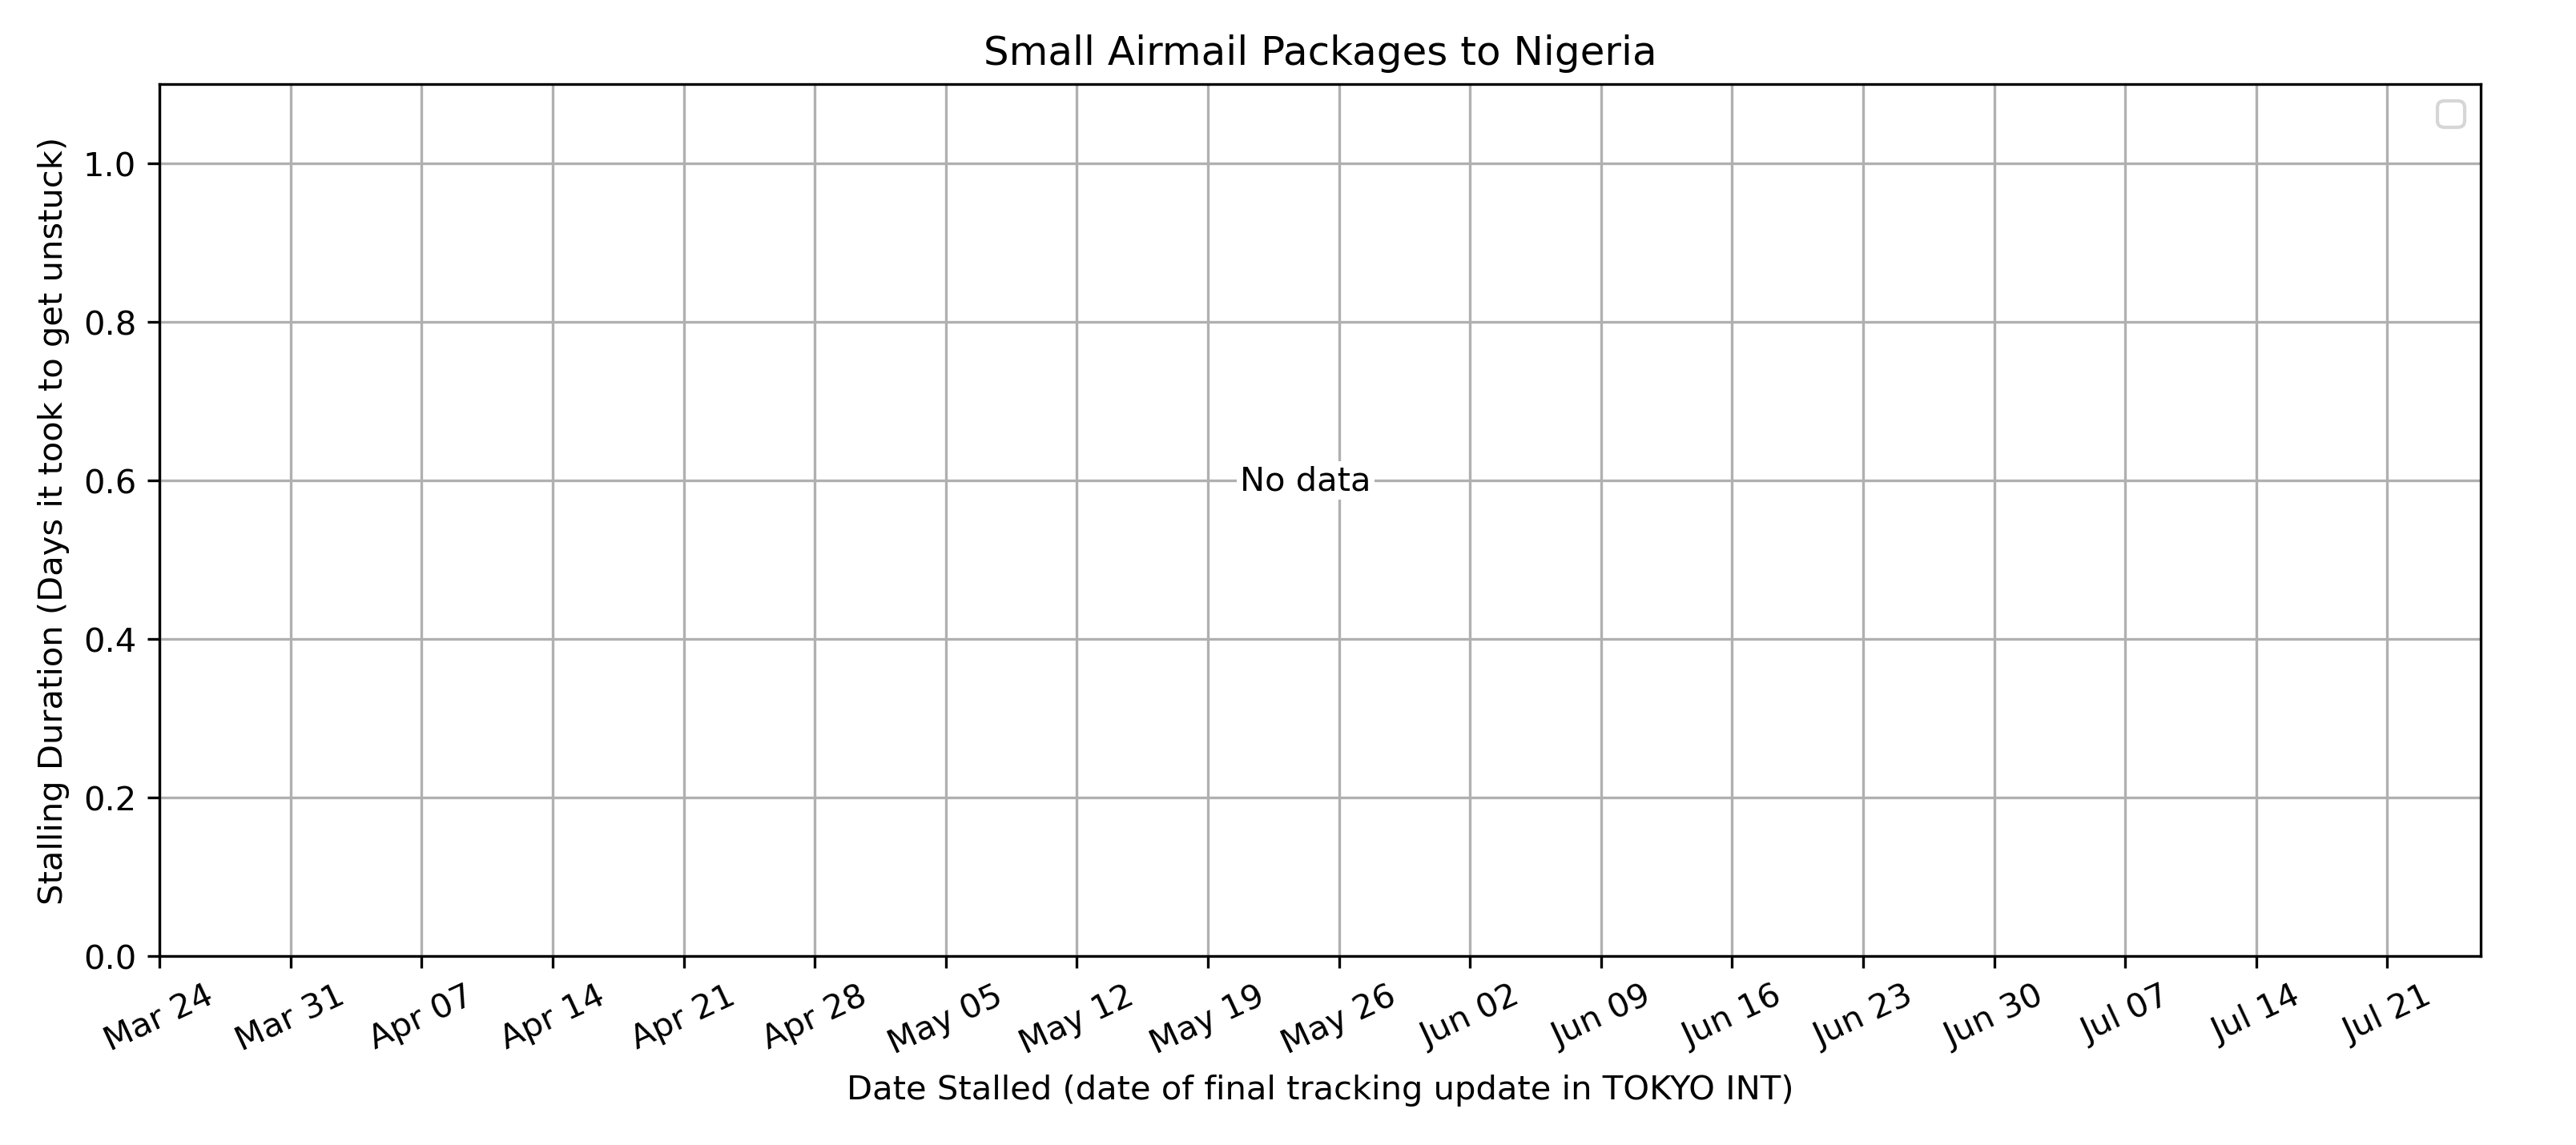 Small Airmail Packages to Nigeria
Stalling Duration (Days it took to get unstuck)
1.0
0.8
0.6
0.4
0.2
0.0
No data
Mar 24 Mar 31 Apr 07 Apr 14 Apr 21 Apr 28 May 05 May 12 May 19 May 26 Jun 02 Jun 09 Jun 16 Jun 23 Jun 30 Jul 07 Jul 14 Jul 21
Date Stalled (date of final tracking update in TOKYO INT)